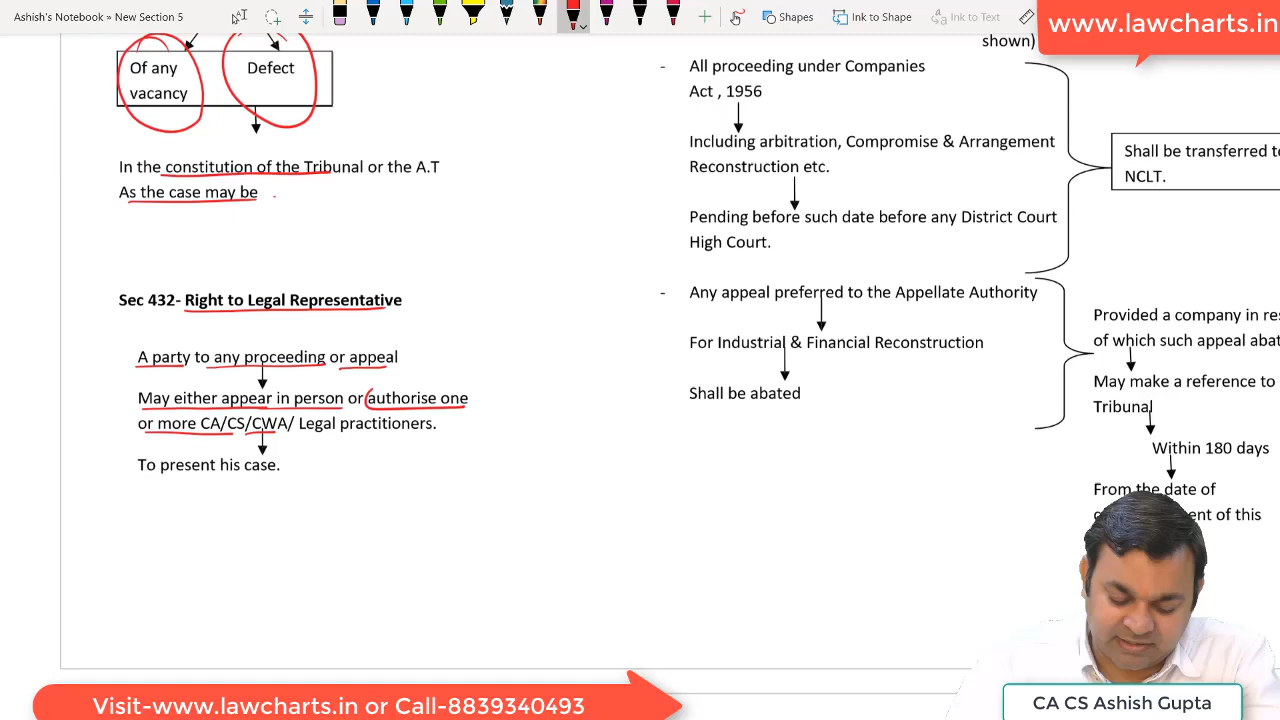 Ashish's Notebook » New Section 5
Shapes
Ink to Shape
Ink to Text
www.lawcharts.in
Of any
vacancy
Defect
In the constitution of the Tribunal or the A.T
As the case may be
Sec 432- Right to Legal Representative
A party to any proceeding or appeal
May either appear in person or authorise one
or more CA/CS/CWA/ Legal practitioners.
To present his case.
shown)
- All proceeding under Companies
Act , 1956
Including arbitration, Compromise & Arrangement
Reconstruction etc.
Pending before such date before any District Court
High Court.
Shall be transferred to
NCLT.
- Any appeal preferred to the Appellate Authority
For Industrial & Financial Reconstruction
Shall be abated
Provided a company in
of which such appeal
May make a reference to
Tribunal
Within 180 days
From the date of
of this
Visit-www.lawcharts.in or Call-8839340493
CA CS Ashish Gupta